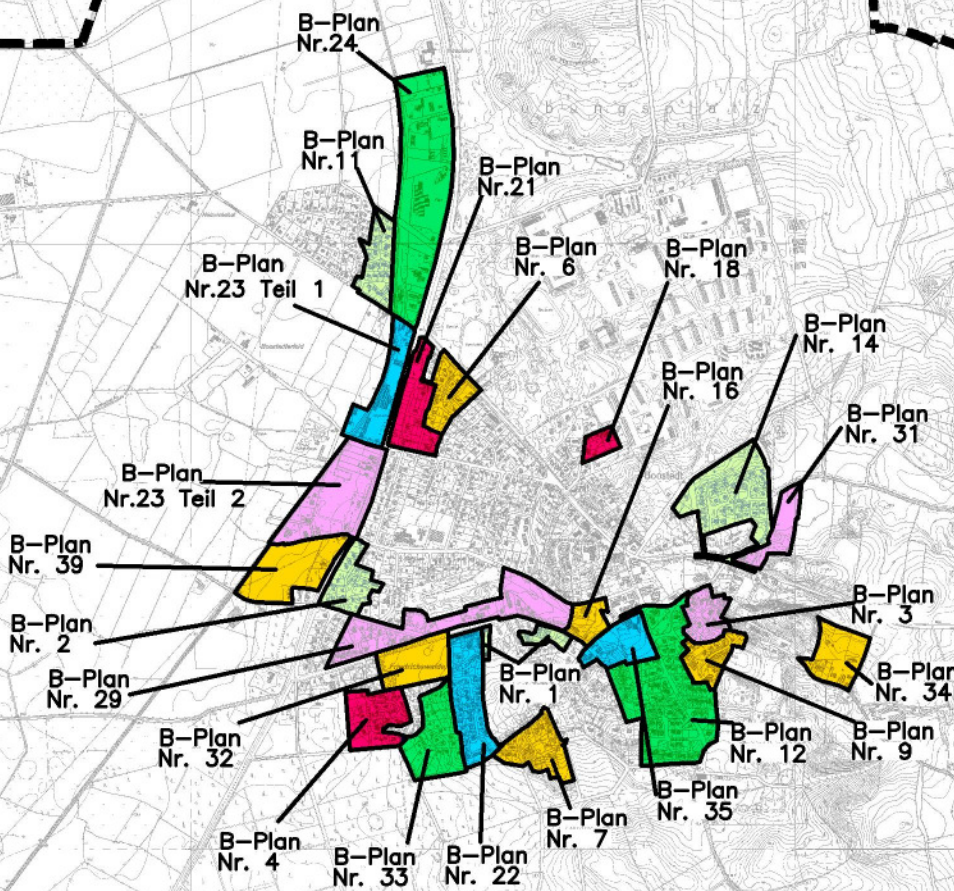 B-Plan
Nr.24
B-Plan
Nr.11
B-Plan
Nr.21
B-Plan
Nr. 6
B-Plan
Nr. 18
B-Plan
Nr.23 Teil 1
B-Plan
Nr. 14
B-Plan
Nr. 16
B-Plan
Nr. 31
B-Plan
Nr.23 Teil 2
B-Plan
Nr. 39
B-Plan
Nr. 3
B-Plan
Nr. 2
B-Plan
Nr. 29
B-Plan
Nr. 1
B-Plan
Nr. 34
B-Plan
Nr. 32
B-Plan
Nr. 12
B-Plan
Nr. 9
B-Plan
Nr. 35
B-Plan
Nr. 7
B-Plan
Nr. 4
B-Plan
Nr. 33
B-Plan
Nr. 22